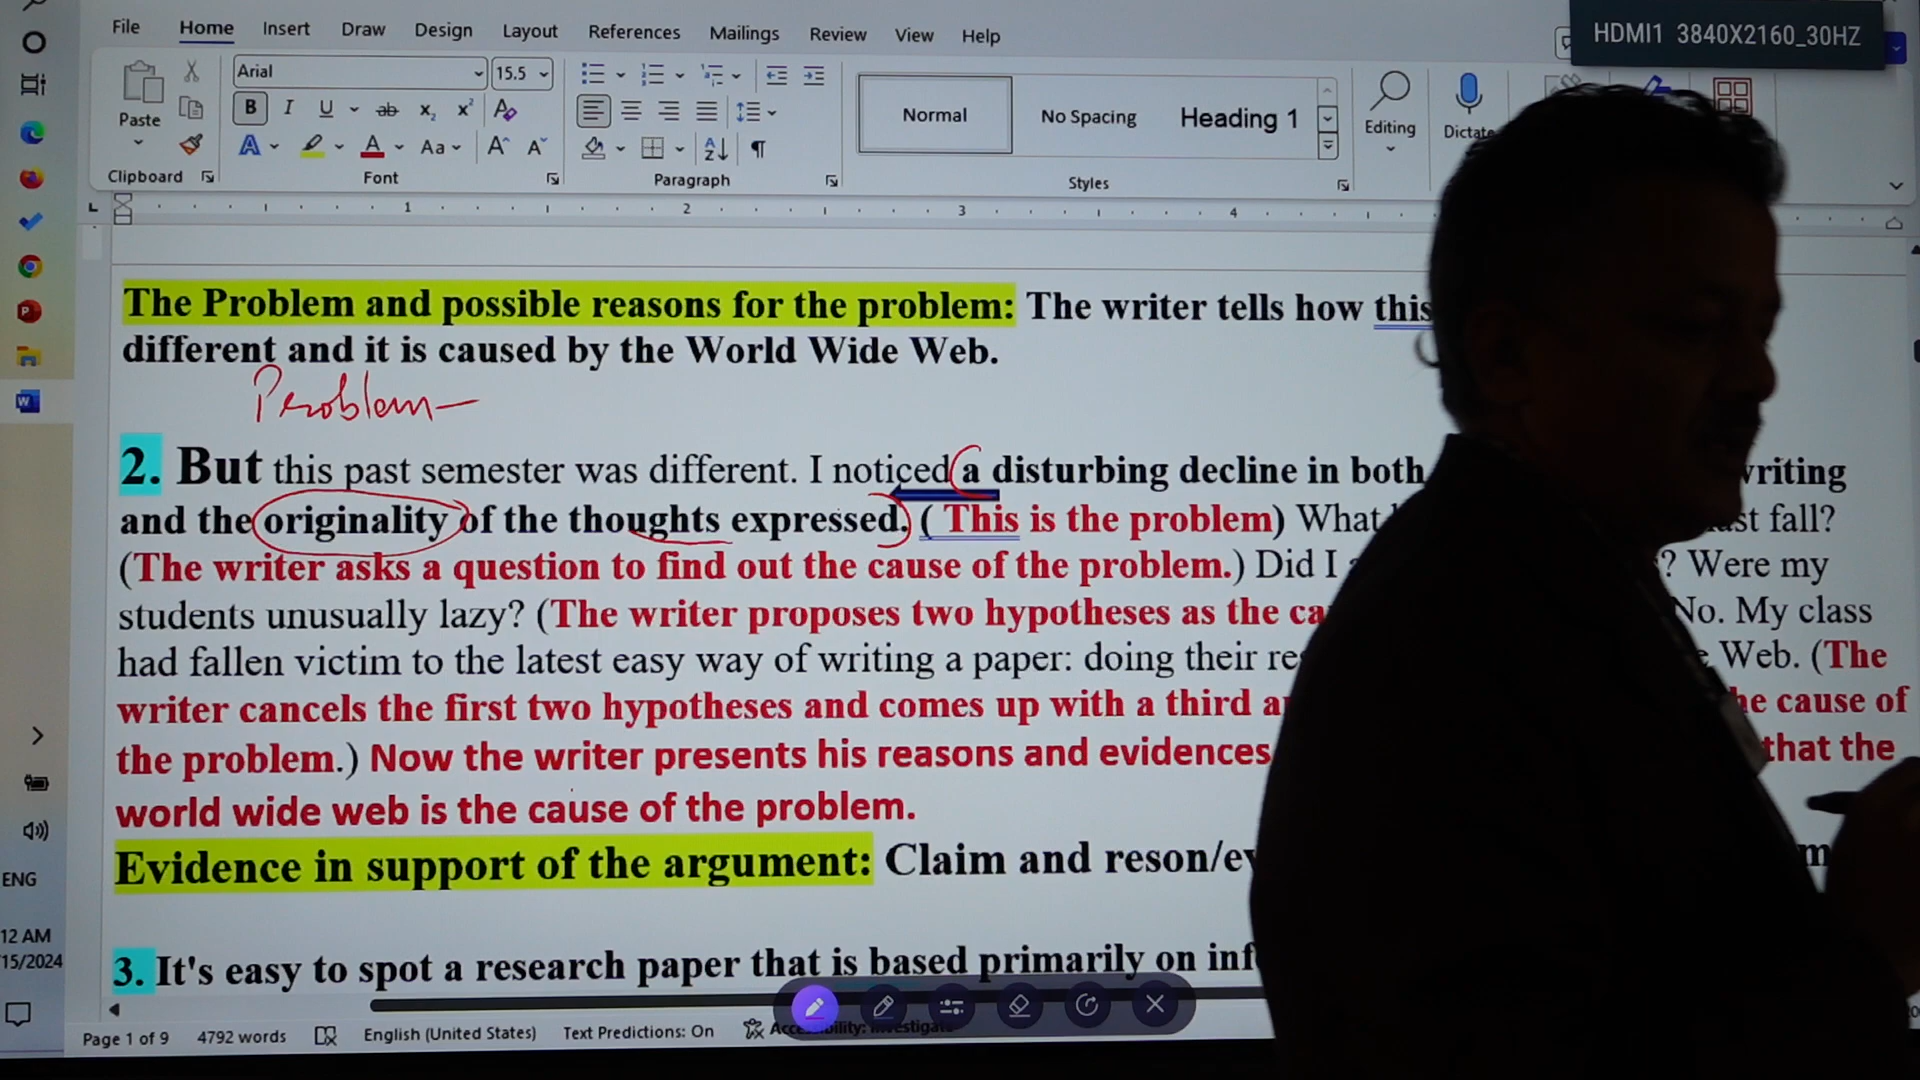 HDMI1 3840X2160_30HZ
File Home Insert Draw Design Layout References Mailings Review View Help
Arial 15.5
Paste
B I U ab x₂ x² A
A A Aa A A
Normal No Spacing Heading 1
Editing
Dictate
Clipboard Font Paragraph Styles
1 2 3 4
The Problem and possible reasons for the problem: The writer tells how this
different and it is caused by the World Wide Web.
Problem
2. But this past semester was different. I noticed a disturbing decline in both writing
and the originality of the thoughts expressed. ( This is the problem) What fall?
(The writer asks a question to find out the cause of the problem.) Did I ? Were my
students unusually lazy? (The writer proposes two hypotheses as the No. My class
had fallen victim to the latest easy way of writing a paper: doing their Web. (The
writer cancels the first two hypotheses and comes up with a third cause of
the problem.) Now the writer presents his reasons and evidences that the
world wide web is the cause of the problem.
Evidence in support of the argument: Claim and
3. It's easy to spot a research paper that is based primarily on
ENG
12 AM
15/2024
Page 1 of 9 4792 words English (United States) Text Predictions: On